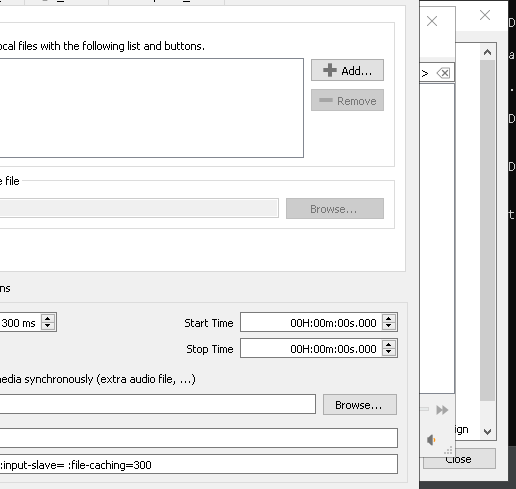 ocal files with the following list and buttons.
Add...
Remove
e file
Browse...
ns
300 ms
Start Time
00H:00m:00s.000
Stop Time
00H:00m:00s.000
nedia synchronously (extra audio file, ...)
Browse...
:input-slave= :file-caching=300
>
ign
Close
D
a
.
D
D
t